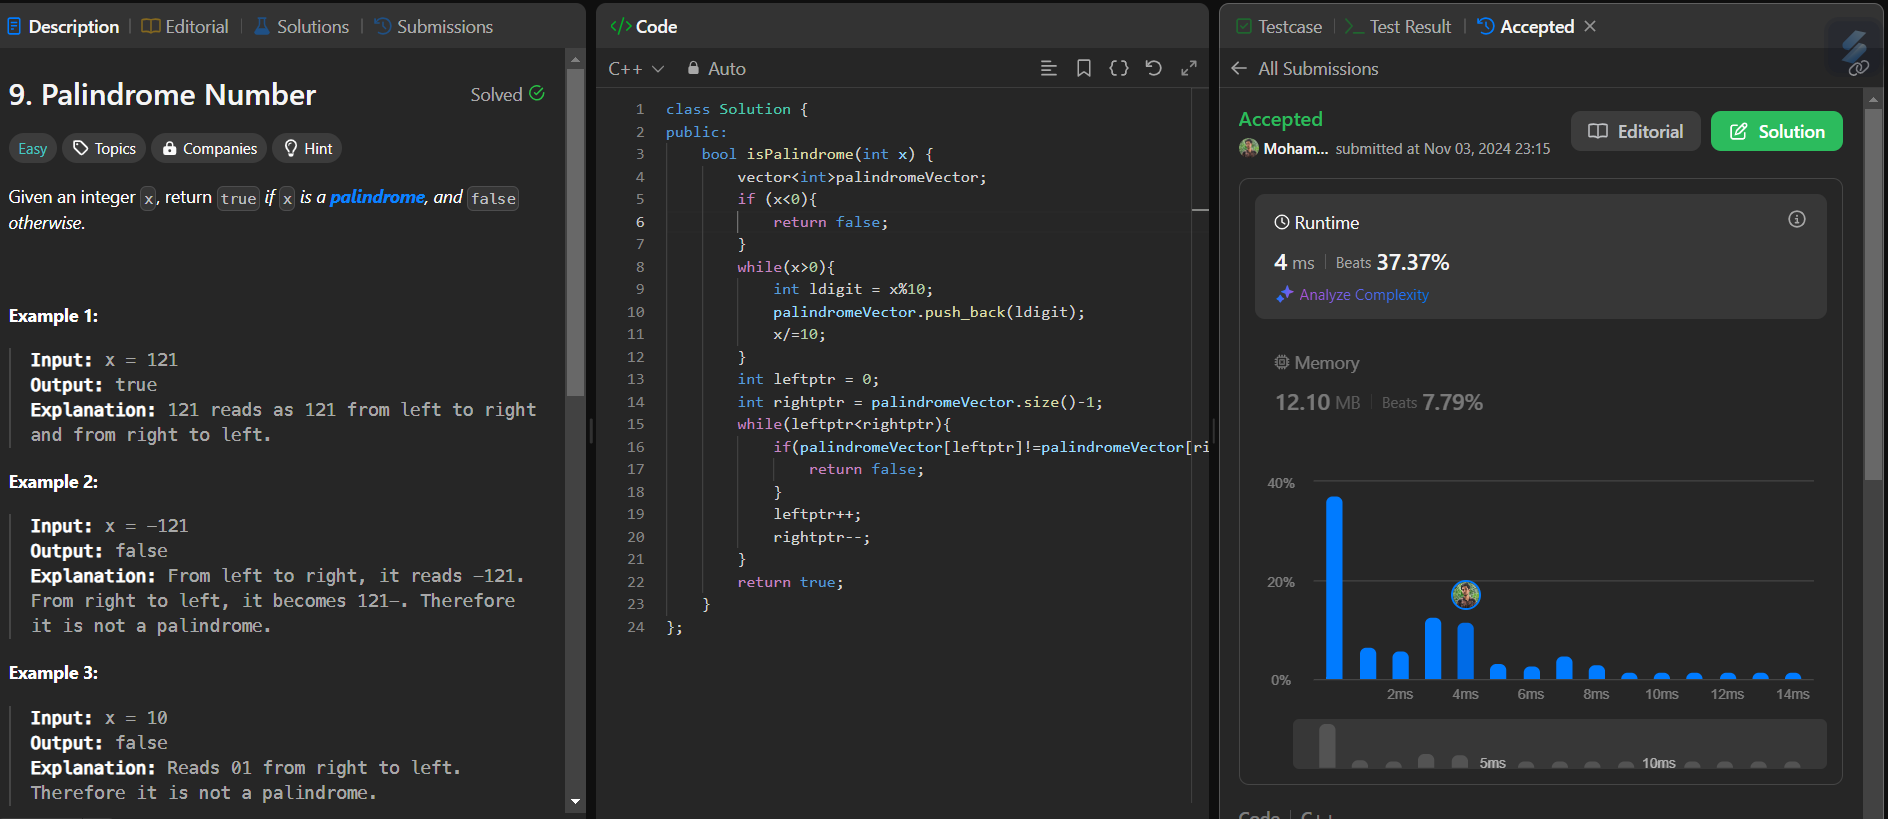 Description | Editorial | Solutions | Submissions
9. Palindrome Number
Solved
Easy
Topics
Companies
Hint
Given an integer x, return true if x is a palindrome, and false
otherwise.
Example 1:
Input: x = 121
Output: true
Explanation: 121 reads as 121 from left to right
and from right to left.
Example 2:
Input: x = -121
Output: false
Explanation: From left to right, it reads -121.
From right to left, it becomes 121-. Therefore
it is not a palindrome.
Example 3:
Input: x = 10
Output: false
Explanation: Reads 01 from right to left.
Therefore it is not a palindrome.
</> Code
C++ Auto
1 class Solution {
2 public:
3 bool isPalindrome(int x) {
4 vector<int>palindromeVector;
5 if (x<0){
6 return false;
7 }
8 while(x>0){
9 int ldigit = x%10;
10 palindromeVector.push_back(ldigit);
11 x/=10;
12 }
13 int leftptr = 0;
14 int rightptr = palindromeVector.size()-1;
15 while(leftptr<rightptr){
16 if(palindromeVector[leftptr]!=palindromeVector[ri
17 return false;
18 }
19 leftptr++;
20 rightptr--;
21 }
22 return true;
23 }
24 };
Testcase | Test Result | Accepted
All Submissions
Accepted
Moham... submitted at Nov 03, 2024 23:15
Editorial
Solution
Runtime
4 ms | Beats 37.37%
Analyze Complexity
Memory
12.10 MB | Beats 7.79%
40%
20%
0%
2ms 4ms 6ms 8ms 10ms 12ms 14ms
5ms 10ms
Code | C++